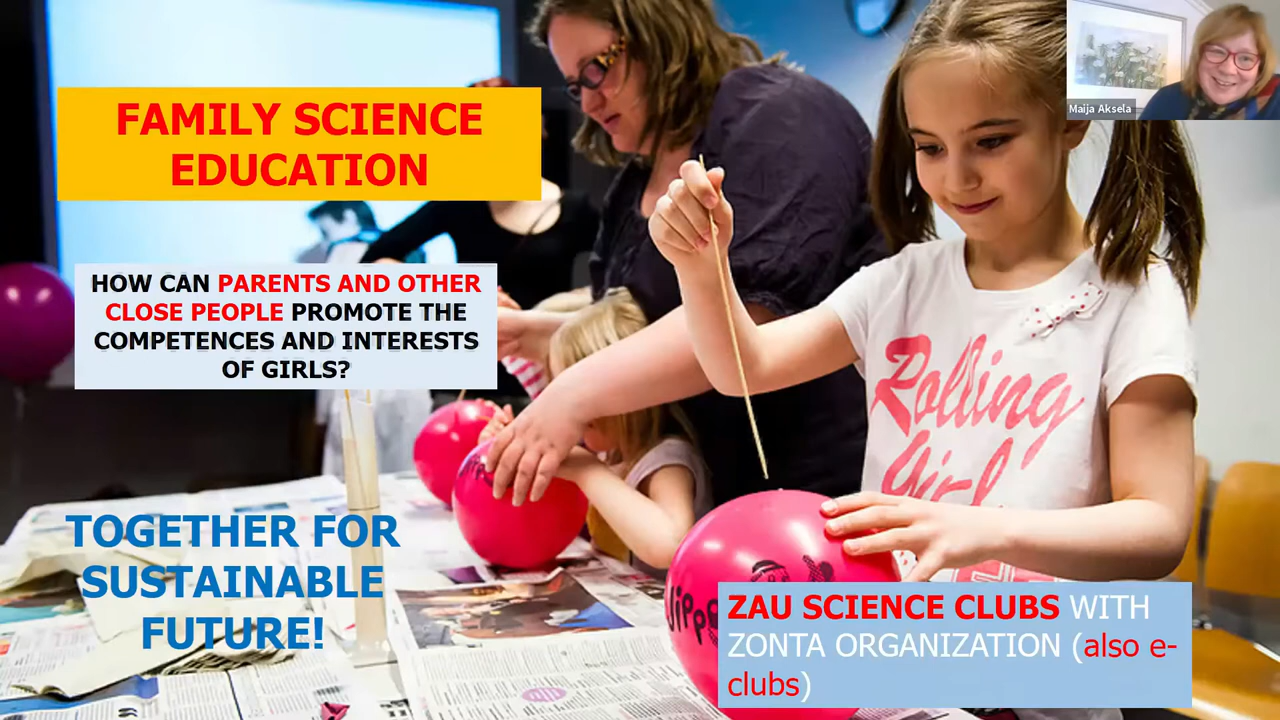 FAMILY SCIENCE
EDUCATION
Maija Aksela
HOW CAN PARENTS AND OTHER
CLOSE PEOPLE PROMOTE THE
COMPETENCES AND INTERESTS
OF GIRLS?
Rolling
Girl
TOGETHER FOR
SUSTAINABLE
FUTURE!
ZAU SCIENCE CLUBS WITH
ZONTA ORGANIZATION (also e-
clubs)